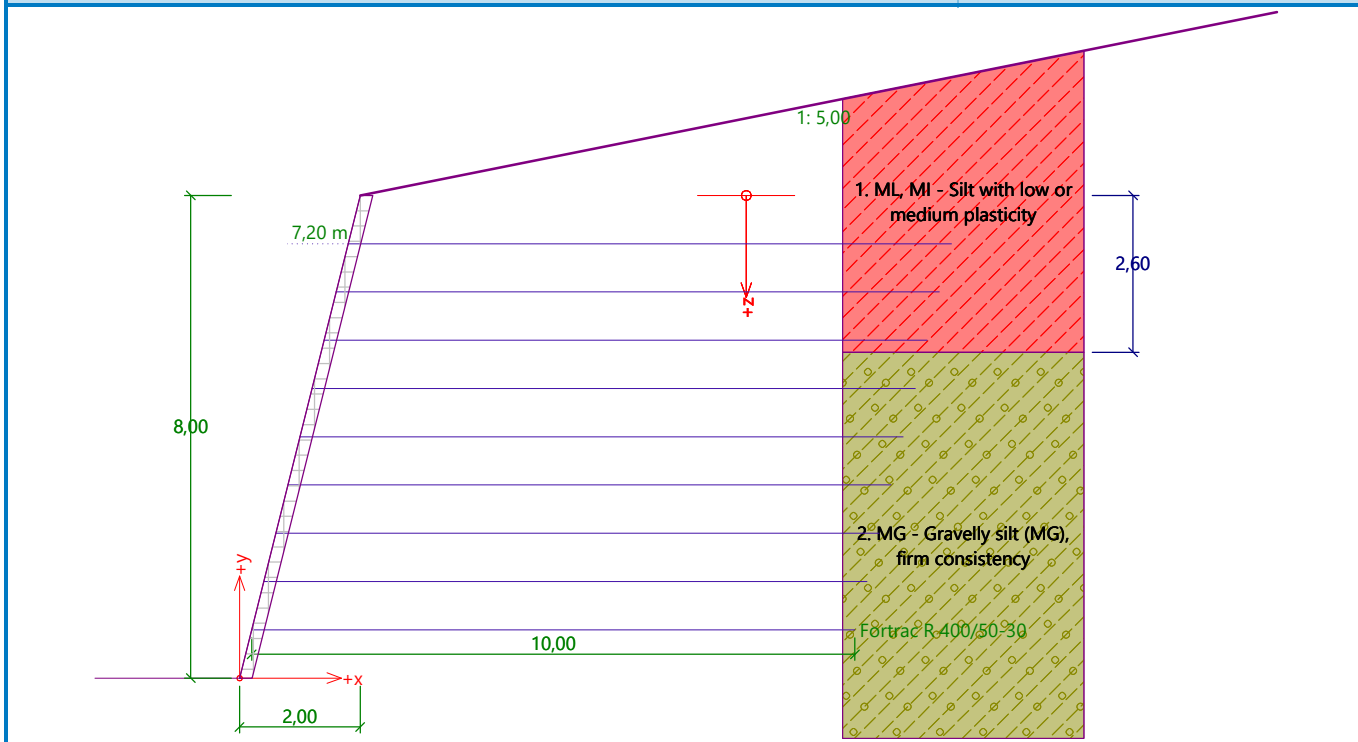 1: 5,00
1. ML, MI - Silt with low or
medium plasticity
7,20 m
2,60
+z
8,00
2. MG - Gravelly silt (MG),
firm consistency
+y
Fortrac R 400/50-30
10,00
+x
2,00